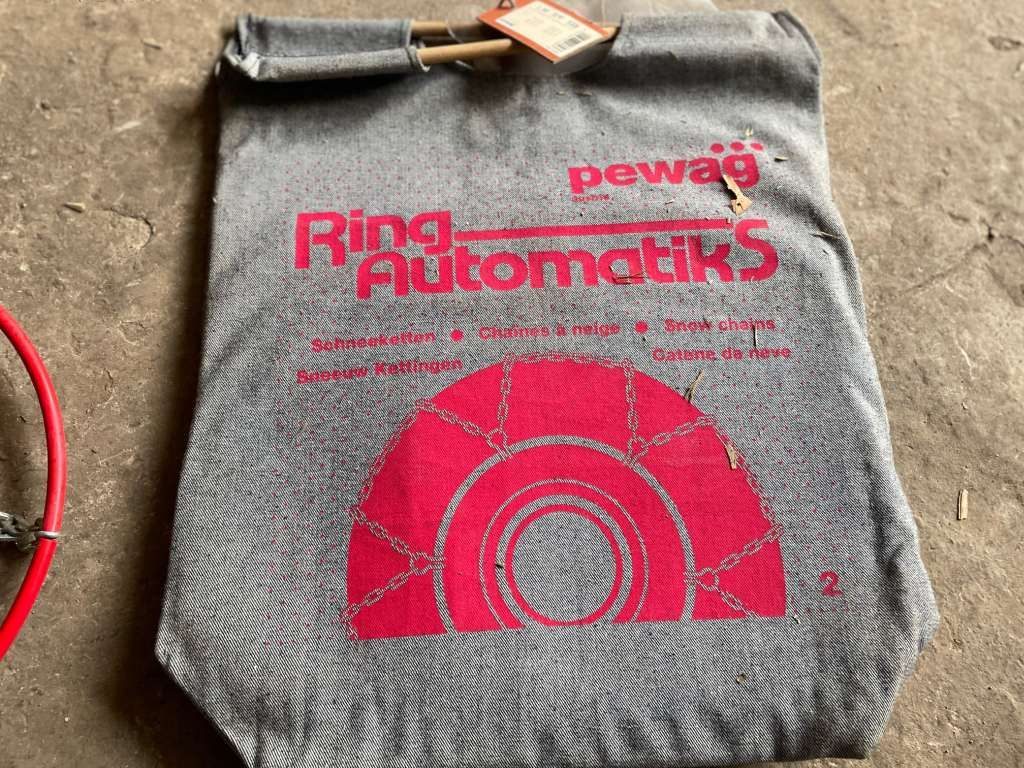 pewag
austria
Ring
AutomatikS
Schneeketten ● Chaînes à neige ● Snow chains
Sneeuw Kettingen Catene da neve
2